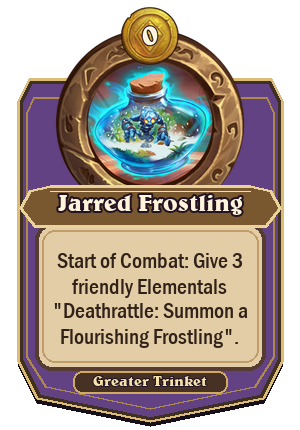 0
Jarred Frostling
Start of Combat: Give 3
friendly Elementals
"Deathrattle: Summon a
Flourishing Frostling".
Greater Trinket